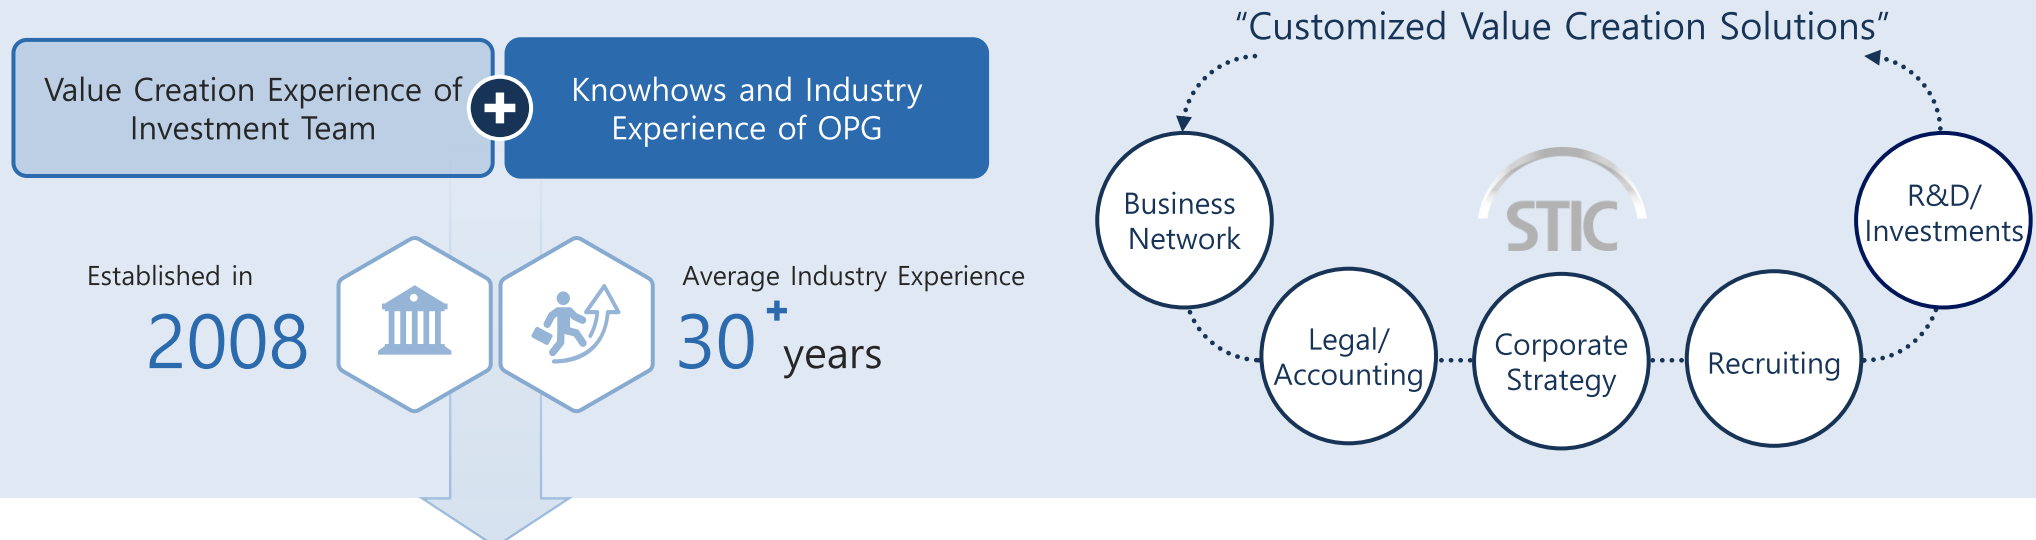 Value Creation Experience of
Investment Team
Knowhows and Industry
Experience of OPG
Established in
2008
Average Industry Experience
30+ years
“Customized Value Creation Solutions”
Business
Network
STIC
R&D/
Investments
Legal/
Accounting
Corporate
Strategy
Recruiting